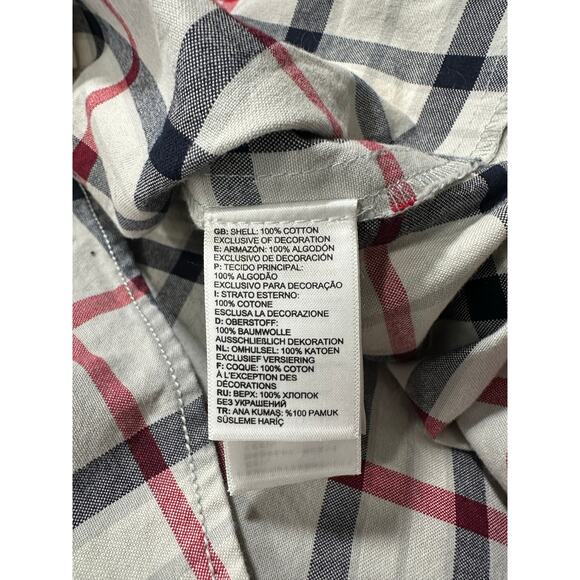 GB: SHELL: 100% COTTON
EXCLUSIVE OF DECORATION
E: ARMAZÓN: 100% ALGODÓN
EXCLUSIVO DE DECORACIÓN
P: TECIDO PRINCIPAL:
100% ALGODÃO
EXCLUSIVO PARA DECORAÇÃO
I: STRATO ESTERNO:
100% COTONE
ESCLUSA LA DECORAZIONE
D: OBERSTOFF:
100% BAUMWOLLE
AUSSCHLIEßLICH DEKORATION
NL: OMHULSEL: 100% KATOEN
EXCLUSIEF VERSIERING
F: COQUE: 100% COTON
À L'EXCEPTION DES
DÉCORATIONS
RU: ВЕРХ: 100% ХЛОПОК
БЕЗ УКРАШЕНИЙ
TR: ANA KUMAŞ: %100 PAMUK
SÜSLEME HARİÇ